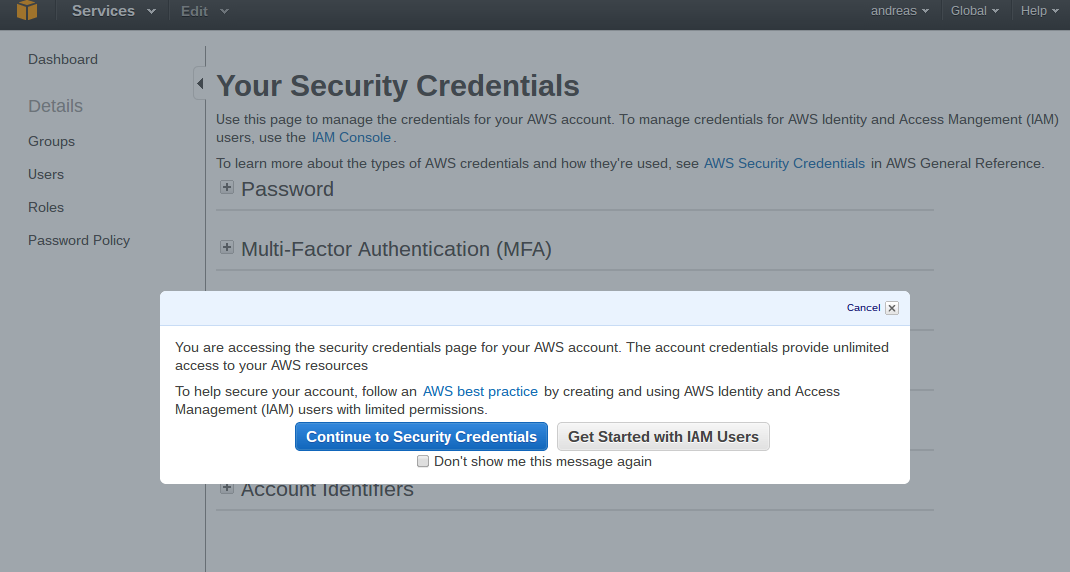 Services Edit andreas Global Help
Dashboard
Details
Groups
Users
Roles
Password Policy
Your Security Credentials
Use this page to manage the credentials for your AWS account. To manage credentials for AWS Identity and Access Mangement (IAM)
users, use the IAM Console .
To learn more about the types of AWS credentials and how they're used, see AWS Security Credentials in AWS General Reference.
Password
Multi-Factor Authentication (MFA)
Cancel
You are accessing the security credentials page for your AWS account. The account credentials provide unlimited
access to your AWS resources
To help secure your account, follow an AWS best practice by creating and using AWS Identity and Access
Management (IAM) users with limited permissions.
Continue to Security Credentials Get Started with IAM Users
Don't show me this message again
Account Identifiers